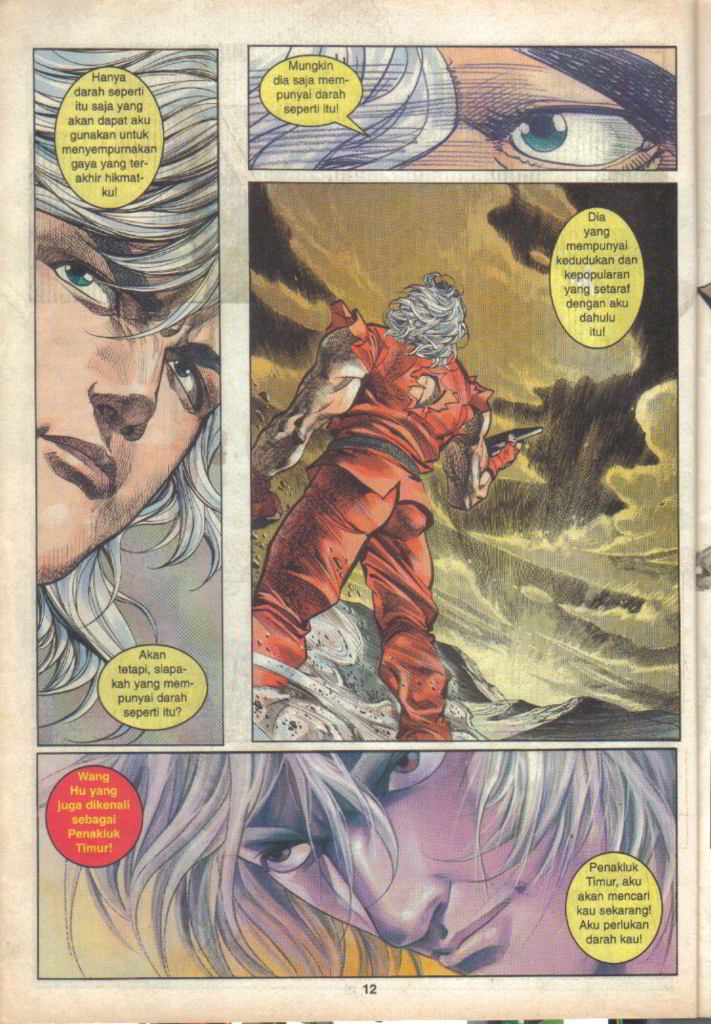 Hanya
darah seperti
itu saja yang
akan dapat aku
gunakan untuk
menyempurnakan
gaya yang ter-
akhir hikmat-
ku!
Akan
tetapi, siapa-
kah yang mem-
punyai darah
seperti itu?
Mungkin
dia saja mem-
punyai darah
seperti itu!
Dia
yang
mempunyai
kedudukan dan
kepopularan
yang setaraf
dengan aku
dahulu
itu!
Wang
Hu yang
juga dikenali
sebagai
Penakluk
Timur!
Penakluk
Timur, aku
akan mencari
kau sekarang!
Aku perlukan
darah kau!
12